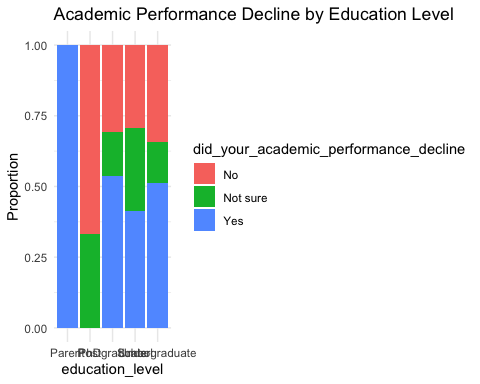 Academic Performance Decline by Education Level
1.00
0.75
0.50
0.25
0.00
Proportion
education_level
did_your_academic_performance_decline
No
Not sure
Yes